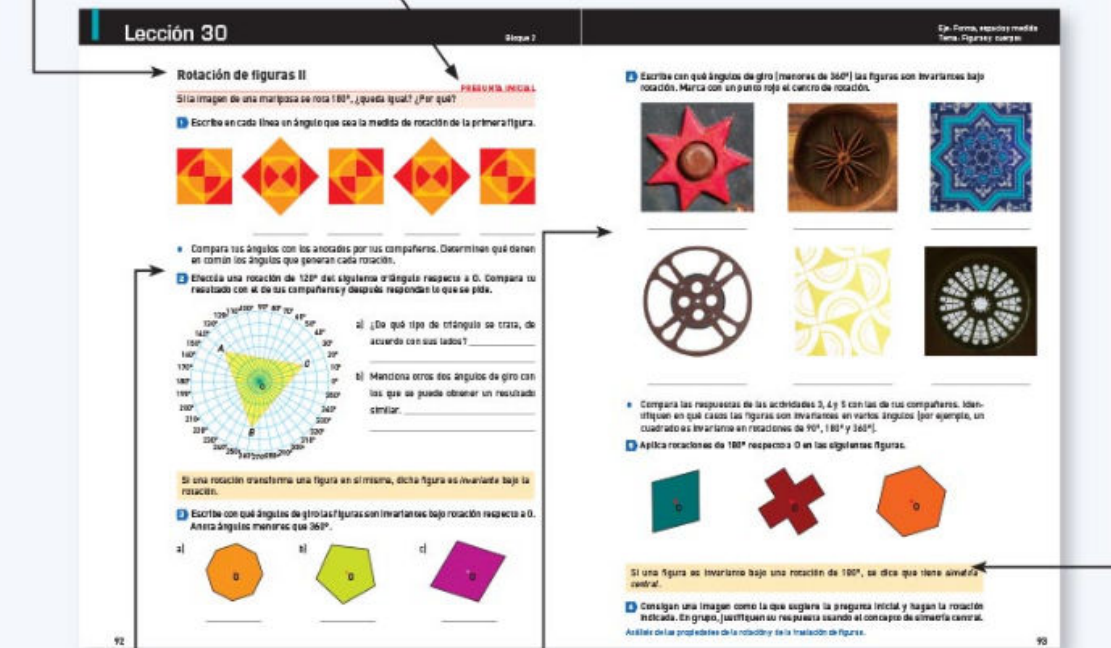 Lección 30
Bloque 2
Eje: Forma, espacio y medida
Tema: Figuras y cuerpos
Rotación de figuras II
PREGUNTA INICIAL
Si la imagen de una mariposa se rota 180°, ¿queda igual? ¿Por qué?
1 Escribe en cada línea un ángulo que sea la medida de rotación de la primera figura.
• Compara tus ángulos con los anotados por tus compañeros. Determinen qué tienen
en común los ángulos que generan cada rotación.
2 Efectúa una rotación de 120° del siguiente triángulo respecto a O. Compara tu
resultado con el de tus compañeros y después respondan lo que se pide.
a) ¿De qué tipo de triángulo se trata, de
acuerdo con sus lados?
b) Menciona otros dos ángulos de giro con
los que se puede obtener un resultado
similar.
A
C
B
O
Si una rotación transforma una figura en sí misma, dicha figura es invariante bajo la
rotación.
3 Escribe con qué ángulos de giro las figuras son invariantes bajo rotación respecto a O.
Anota ángulos menores que 360°.
a)
b)
c)
O
O
O
92
4 Escribe con qué ángulos de giro (menores de 360°) las figuras son invariantes bajo
rotación. Marca con un punto rojo el centro de rotación.
• Compara las respuestas de las actividades 3, 4 y 5 con las de tus compañeros. Iden-
tifiquen en qué casos las figuras son invariantes en varios ángulos (por ejemplo, un
cuadrado es invariante en rotaciones de 90°, 180° y 360°).
5 Aplica rotaciones de 180° respecto a O en las siguientes figuras.
O
O
O
Si una figura es invariante bajo una rotación de 180°, se dice que tiene simetría
central.
6 Consigan una imagen como la que sugiere la pregunta inicial y hagan la rotación
indicada. En grupo, justifiquen su respuesta usando el concepto de simetría central.
Análisis de las propiedades de la rotación y de la traslación de figuras.
93